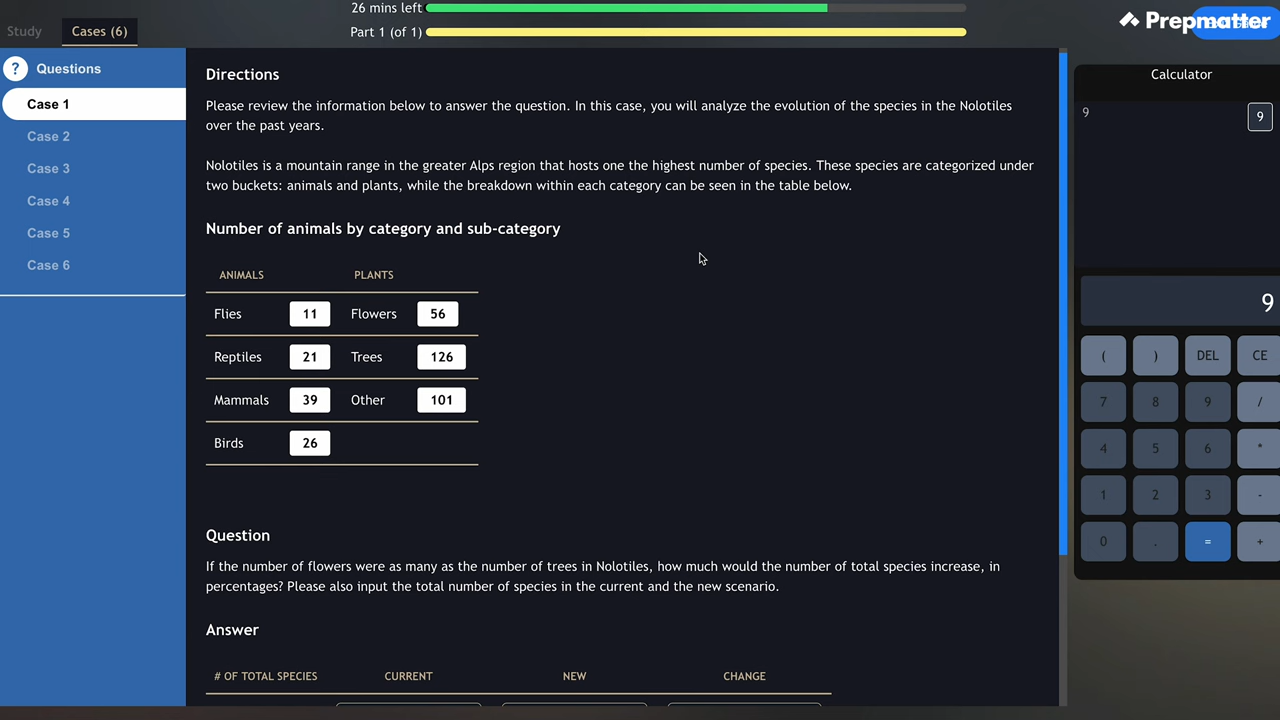 26 mins left
Study
Cases (6)
Part 1 (of 1)
Prepmatter
? Questions
Case 1
Case 2
Case 3
Case 4
Case 5
Case 6
Directions
Please review the information below to answer the question. In this case, you will analyze the evolution of the species in the Nolotiles
over the past years.
Nolotiles is a mountain range in the greater Alps region that hosts one the highest number of species. These species are categorized under
two buckets: animals and plants, while the breakdown within each category can be seen in the table below.
Number of animals by category and sub-category
ANIMALS PLANTS
Flies 11 Flowers 56
Reptiles 21 Trees 126
Mammals 39 Other 101
Birds 26
Question
If the number of flowers were as many as the number of trees in Nolotiles, how much would the number of total species increase, in
percentages? Please also input the total number of species in the current and the new scenario.
Answer
# OF TOTAL SPECIES CURRENT NEW CHANGE
Calculator
9 9
9
( ) DEL CE
7 8 9 /
4 5 6 *
1 2 3 -
0 . = +